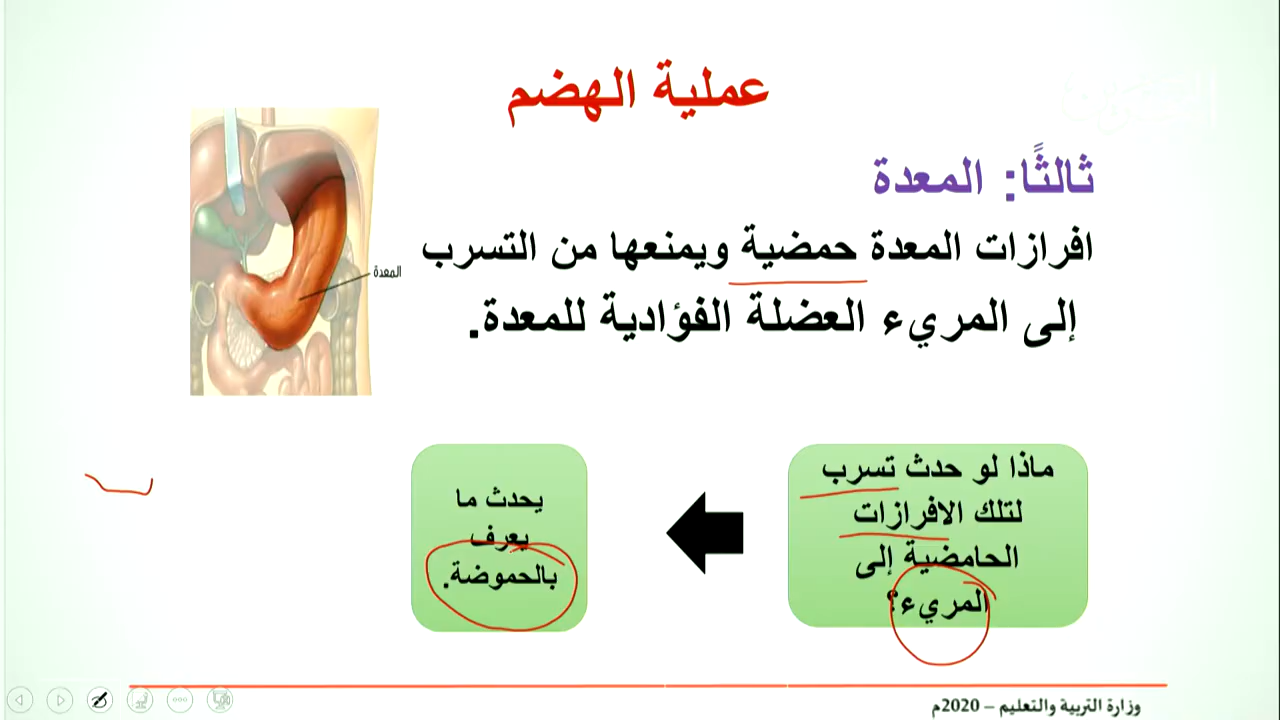 عملية الهضم
ثالثًا: المعدة
افرازات المعدة حمضية ويمنعها من التسرب
إلى المريء العضلة الفؤادية للمعدة.
المعدة
ماذا لو حدث تسرب
لتلك الافرازات
الحامضية إلى
المريء؟
يحدث ما
يعرف
بالحموضة.
وزارة التربية والتعليم – 2020م